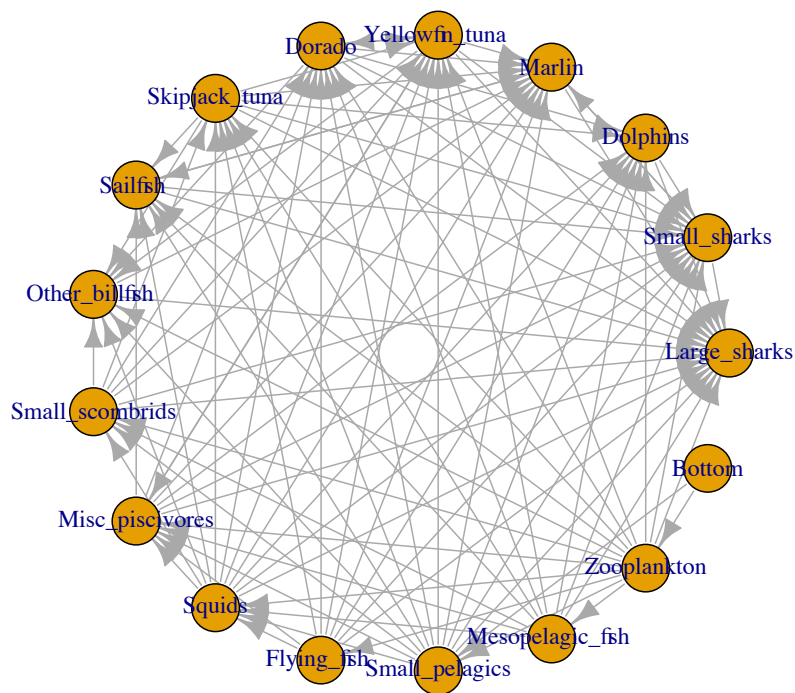 Yellowfin_tuna
Dorado
Marlin
Skipjack_tuna
Dolphins
Sailfish
Small_sharks
Other_billfish
Large_sharks
Small_scombrids
Bottom
Misc_piscivores
Zooplankton
Squids
Mesopelagic_fish
Flying_fish
Small_pelagics